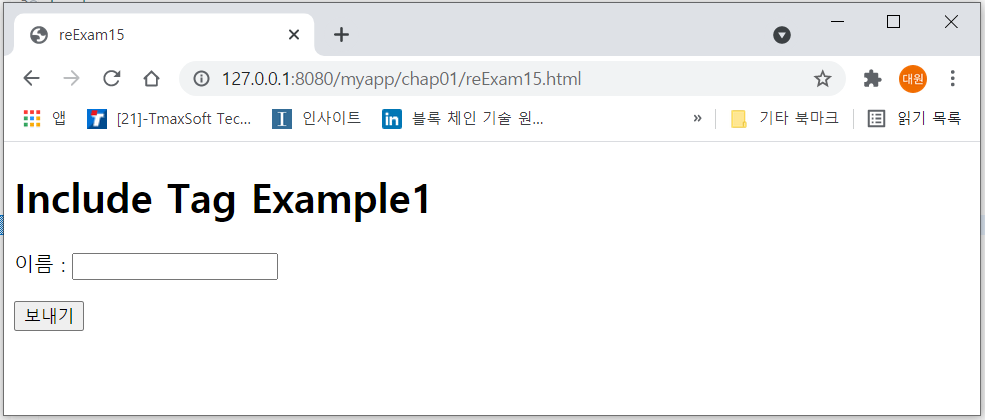 reExam15
127.0.0.1:8080/myapp/chap01/reExam15.html
대원
앱 [21]-TmaxSoft Tec... 인사이트 블록 체인 기술 원... » 기타 북마크 읽기 목록
Include Tag Example1
이름 :
보내기